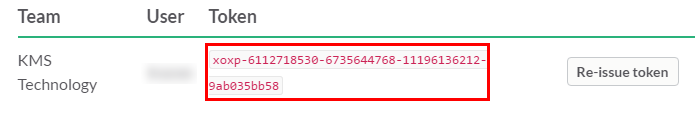 Team User Token
KMS xoxp-6112718530-6735644768-11196136212-
Technology 9ab035bb58
Re-issue token